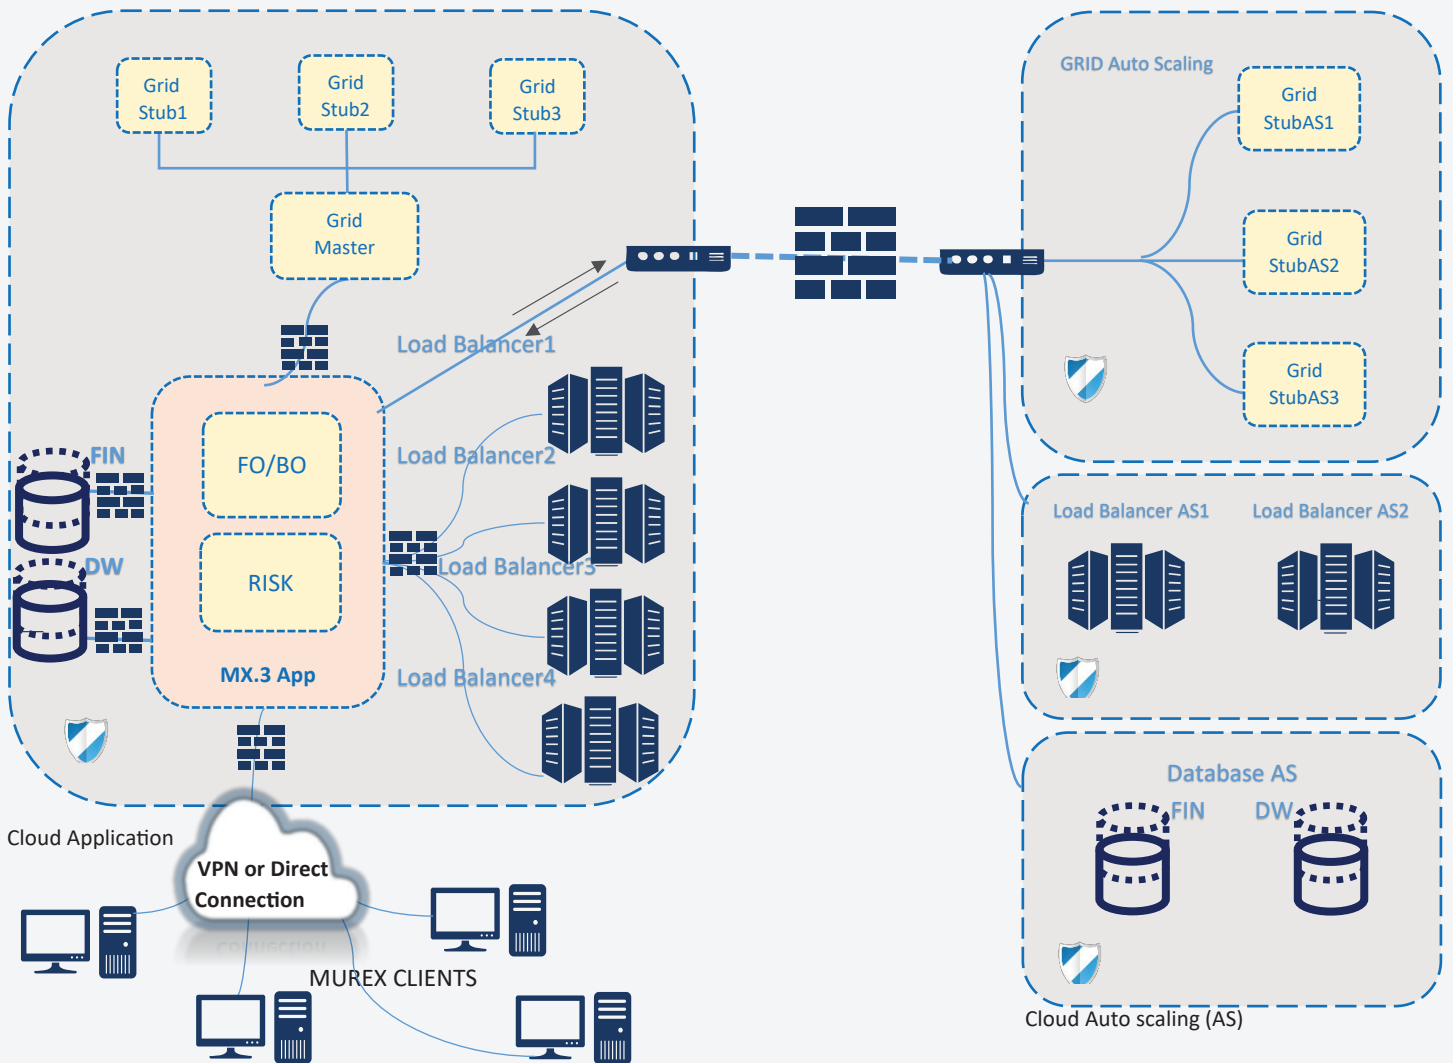 Grid
Stub1
Grid
Stub2
Grid
Stub3
Grid
Master
Load Balancer1
Load Balancer2
Load Balancer3
Load Balancer4
FIN
DW
FO/BO
RISK
MX.3 App
Cloud Application
VPN or Direct
Connection
MUREX CLIENTS
GRID Auto Scaling
Grid
StubAS1
Grid
StubAS2
Grid
StubAS3
Load Balancer AS1
Load Balancer AS2
Database AS
FIN
DW
Cloud Auto scaling (AS)